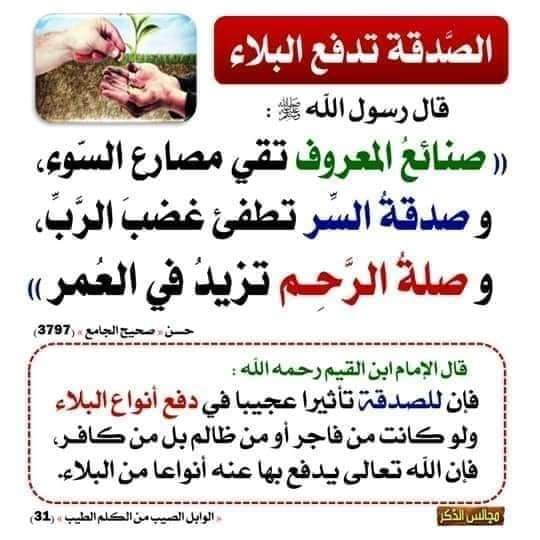 الصَّدقة تدفع البلاء
قال رسول الله ﷺ :
(( صنائعُ المعروف تقي مصارع السّوءِ،
و صدقةُ السِّر تطفئ غضبَ الرَّبِّ،
و صلةُ الرَّحِم تزيدُ في العُمر ))
حسن « صحيح الجامع » (3797)
قال الإمام ابن القيم رحمه الله :
فإن للصدقة تأثيرا عجيبا في دفع أنواع البلاء
ولو كانت من فاجر أو من ظالم بل من كافر،
فإن الله تعالى يدفع بها عنه أنواعا من البلاء.
« الوابل الصيب من الكلم الطيب » (31)
مجالس الذكر